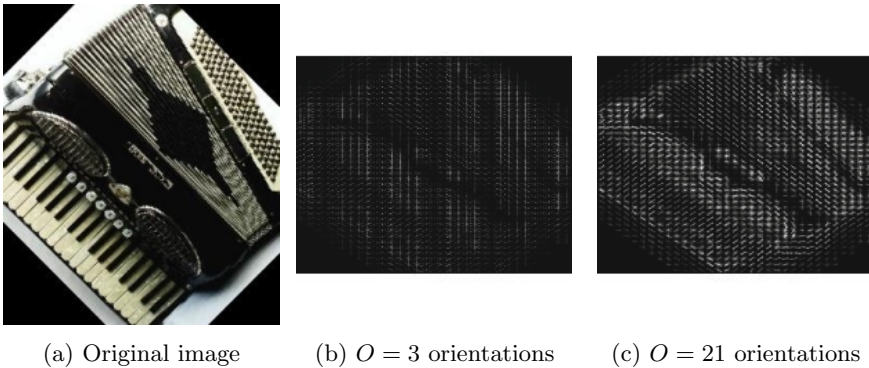 (a) Original image
(b) O = 3 orientations
(c) O = 21 orientations